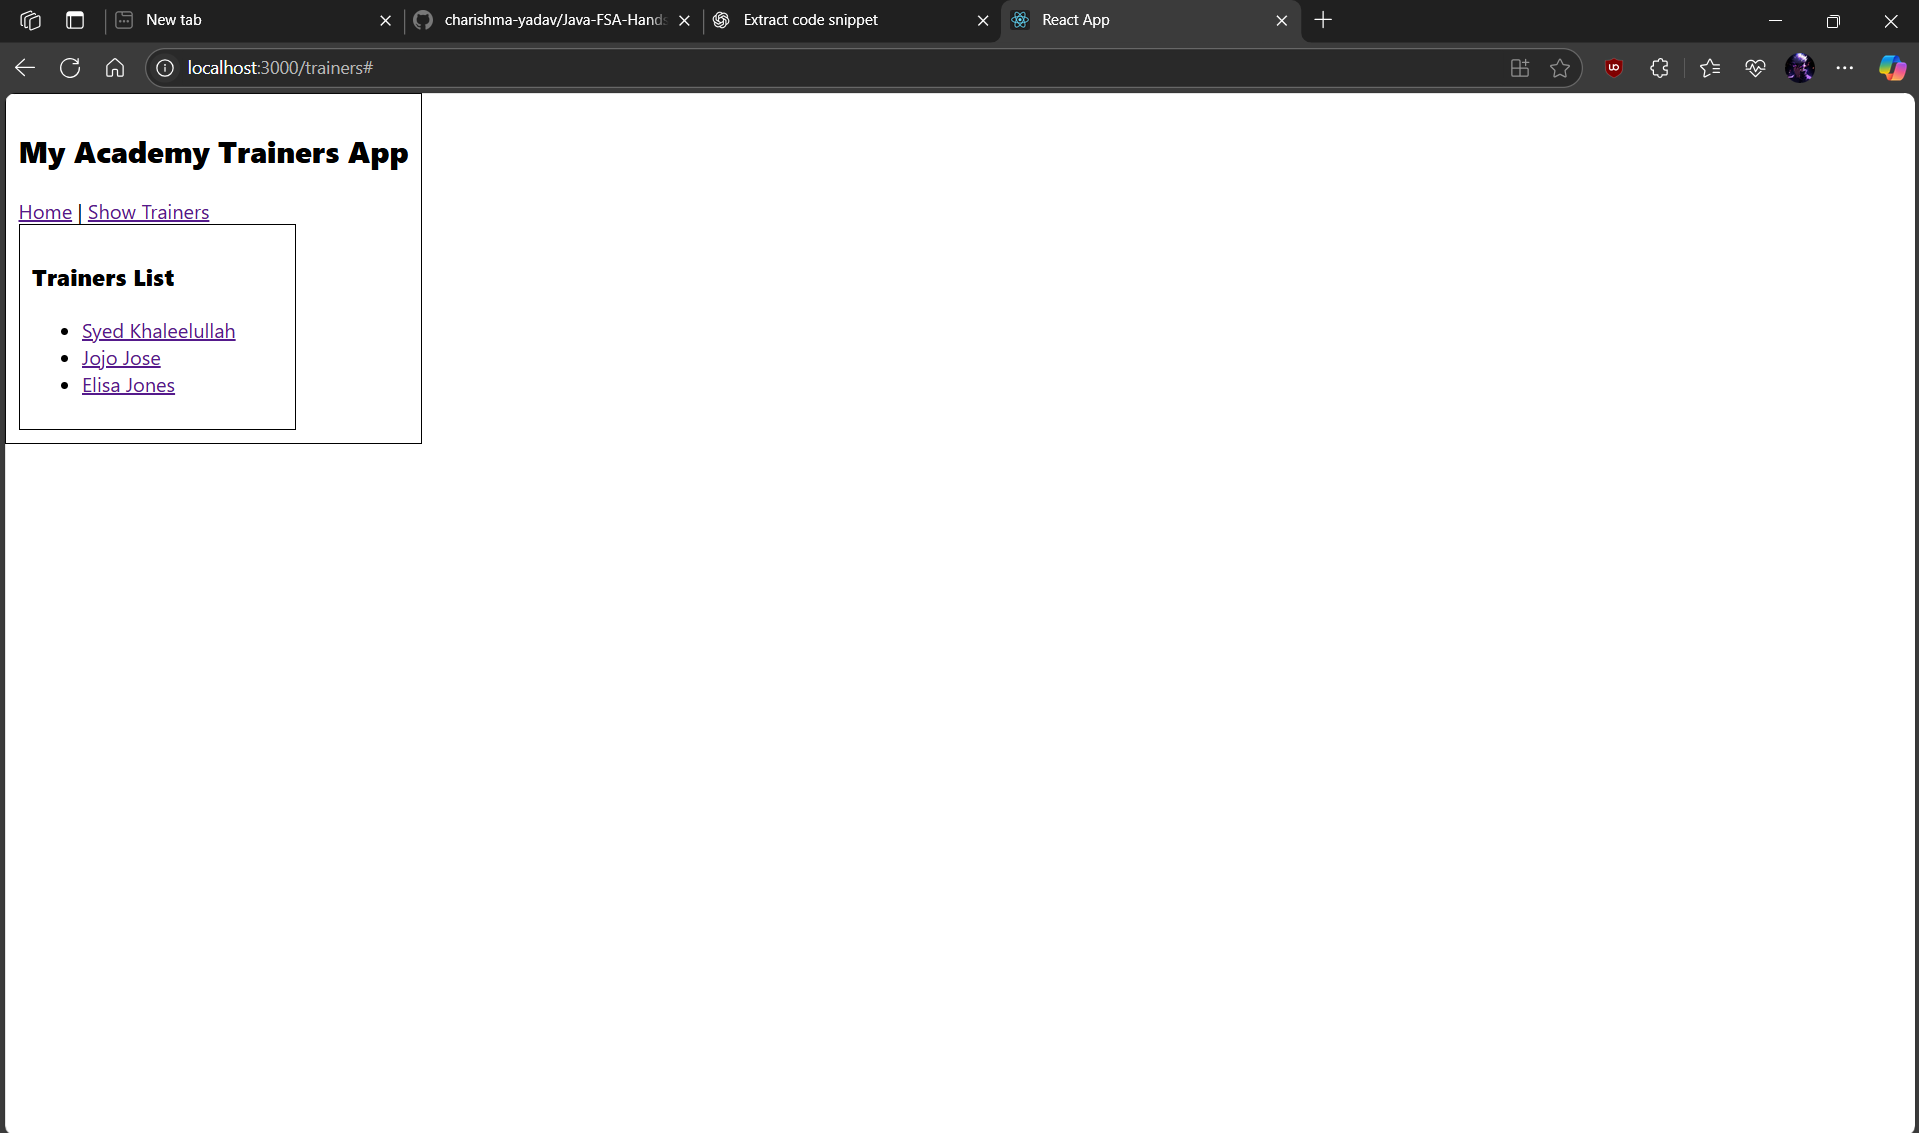 New tab
charishma-yadav/Java-FSA-Hands
Extract code snippet
React App
localhost:3000/trainers#
My Academy Trainers App
Home | Show Trainers
Trainers List
Syed Khaleelullah
Jojo Jose
Elisa Jones